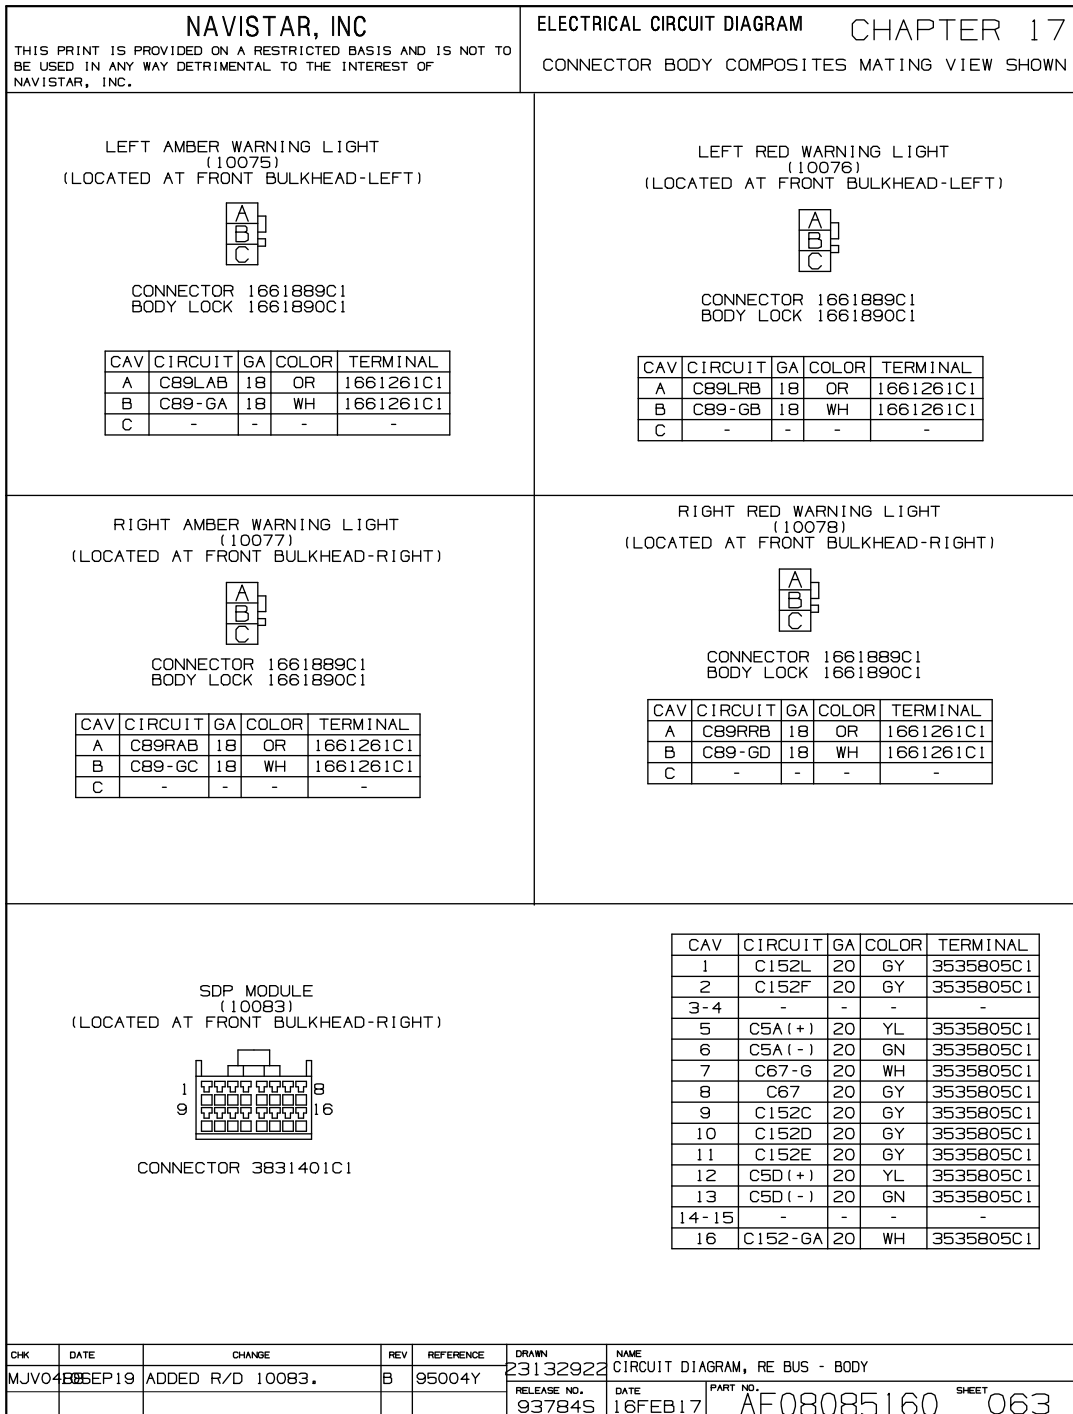 NAVISTAR, INC
THIS PRINT IS PROVIDED ON A RESTRICTED BASIS AND IS NOT TO
BE USED IN ANY WAY DETRIMENTAL TO THE INTEREST OF
NAVISTAR, INC.
ELECTRICAL CIRCUIT DIAGRAM CHAPTER 17
CONNECTOR BODY COMPOSITES MATING VIEW SHOWN
LEFT AMBER WARNING LIGHT
(10075)
(LOCATED AT FRONT BULKHEAD-LEFT)
A
B
C
CONNECTOR 1661889C1
BODY LOCK 1661890C1
CAV CIRCUIT GA COLOR TERMINAL
A C89LAB 18 OR 1661261C1
B C89-GA 18 WH 1661261C1
C - - - -
LEFT RED WARNING LIGHT
(10076)
(LOCATED AT FRONT BULKHEAD-LEFT)
A
B
C
CONNECTOR 1661889C1
BODY LOCK 1661890C1
CAV CIRCUIT GA COLOR TERMINAL
A C89LRB 18 OR 1661261C1
B C89-GB 18 WH 1661261C1
C - - - -
RIGHT AMBER WARNING LIGHT
(10077)
(LOCATED AT FRONT BULKHEAD-RIGHT)
A
B
C
CONNECTOR 1661889C1
BODY LOCK 1661890C1
CAV CIRCUIT GA COLOR TERMINAL
A C89RAB 18 OR 1661261C1
B C89-GC 18 WH 1661261C1
C - - - -
RIGHT RED WARNING LIGHT
(10078)
(LOCATED AT FRONT BULKHEAD-RIGHT)
A
B
C
CONNECTOR 1661889C1
BODY LOCK 1661890C1
CAV CIRCUIT GA COLOR TERMINAL
A C89RRB 18 OR 1661261C1
B C89-GD 18 WH 1661261C1
C - - - -
SDP MODULE
(10083)
(LOCATED AT FRONT BULKHEAD-RIGHT)
1 8
9 16
CONNECTOR 3831401C1
CAV CIRCUIT GA COLOR TERMINAL
1 C152L 20 GY 3535805C1
2 C152F 20 GY 3535805C1
3-4 - - - -
5 C5A(+) 20 YL 3535805C1
6 C5A(-) 20 GN 3535805C1
7 C67-G 20 WH 3535805C1
8 C67 20 GY 3535805C1
9 C152C 20 GY 3535805C1
10 C152D 20 GY 3535805C1
11 C152E 20 GY 3535805C1
12 C5D(+) 20 YL 3535805C1
13 C5D(-) 20 GN 3535805C1
14-15 - - - -
16 C152-GA 20 WH 3535805C1
CHK DATE CHANGE REV REFERENCE
ADDED R/D 10083. B 95004Y
DRAWN
23132922
NAME
CIRCUIT DIAGRAM, RE BUS - BODY
RELEASE NO.
93784S
DATE
16FEB17
PART NO.
AF08085160
SHEET
063